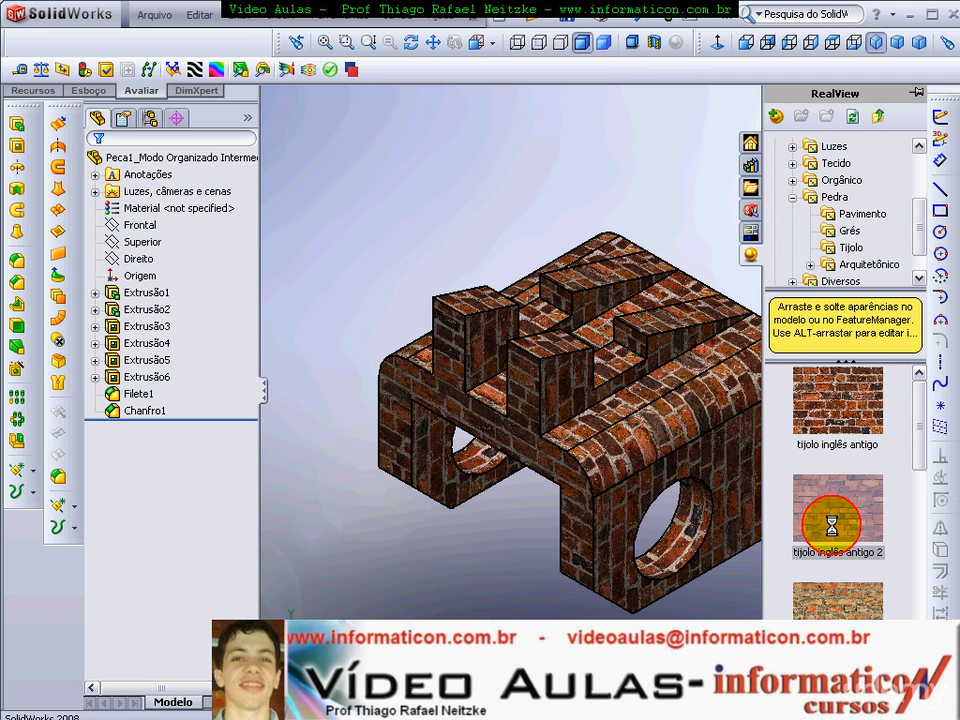 Video Aulas - Prof Thiago Rafael Neitzke - www.informaticon.com.br
SolidWorks
Arquivo
Editar
Pesquisa do SolidW
Recursos
Esboço
Avaliar
DimXpert
Peca1_Modo Organizado Interme
Anotações
Luzes, câmeras e cenas
Material <not specified>
Frontal
Superior
Direito
Origem
Extrusão1
Extrusão2
Extrusão3
Extrusão4
Extrusão5
Extrusão6
Filete1
Chanfro1
Modelo
SolidWorks 2008
Y
RealView
Luzes
Tecido
Orgânico
Pedra
Pavimento
Grés
Tijolo
Arquitetônico
Diversos
Arraste e solte aparências no
modelo ou no FeatureManager.
Use ALT-arrastar para editar i...
tijolo inglês antigo
tijolo inglês antigo 2
www.informaticon.com.br - videoaulas@informaticon.com.br
VÍDEO AULAS- informaticon
cursos
Prof Thiago Rafael Neitzke